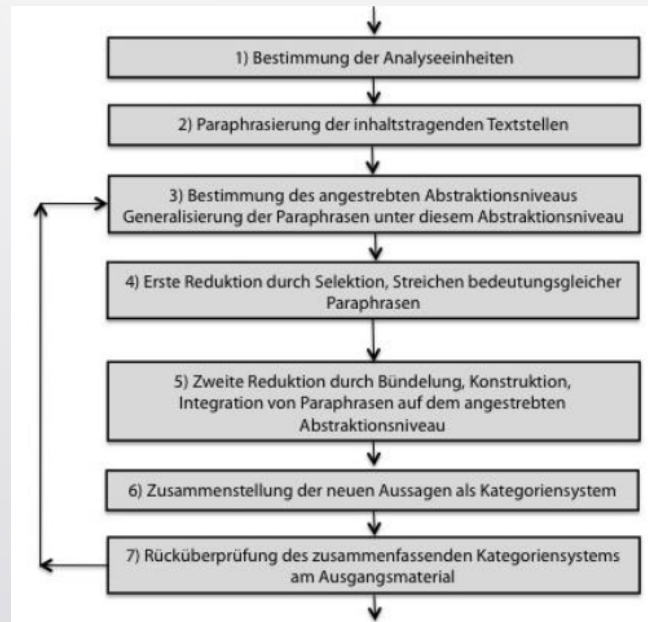 1) Bestimmung der Analyseeinheiten
2) Paraphrasierung der inhaltstragenden Textstellen
3) Bestimmung des angestrebten Abstraktionsniveaus
Generalisierung der Paraphrasen unter diesem Abstraktionsniveau
4) Erste Reduktion durch Selektion, Streichen bedeutungsgleicher
Paraphrasen
5) Zweite Reduktion durch Bündelung, Konstruktion,
Integration von Paraphrasen auf dem angestrebten
Abstraktionsniveau
6) Zusammenstellung der neuen Aussagen als Kategoriensystem
7) Rücküberprüfung des zusammenfassenden Kategoriensystems
am Ausgangsmaterial